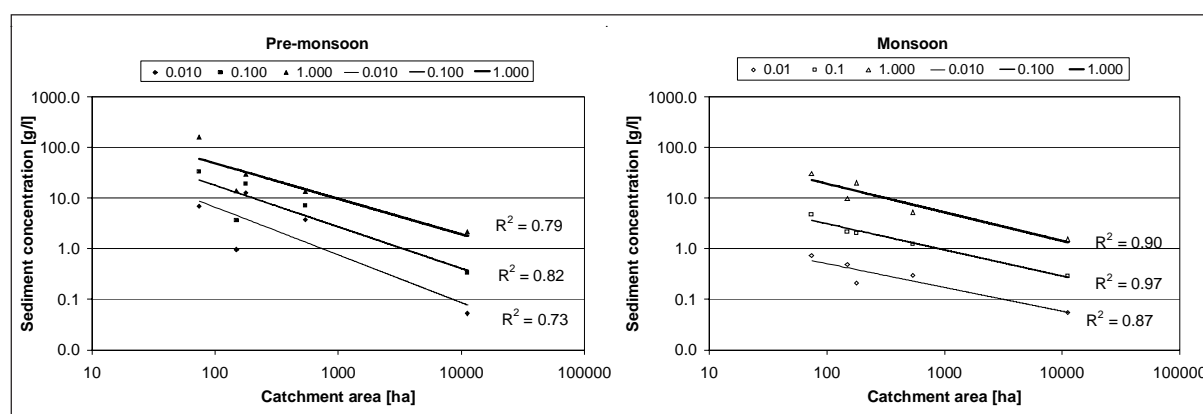 Pre-monsoon
0.010 0.100 1.000 0.010 0.100 1.000
Sediment concentration [g/l]
1000.0
100.0
10.0
1.0
0.1
0.0
R² = 0.79
R² = 0.82
R² = 0.73
10 100 1000 10000 100000
Catchment area [ha]
Monsoon
0.01 0.1 1.000 0.010 0.100 1.000
Sediment concentration [g/l]
1000.0
100.0
10.0
1.0
0.1
0.0
R² = 0.90
R² = 0.97
R² = 0.87
10 100 1000 10000 100000
Catchment area [ha]